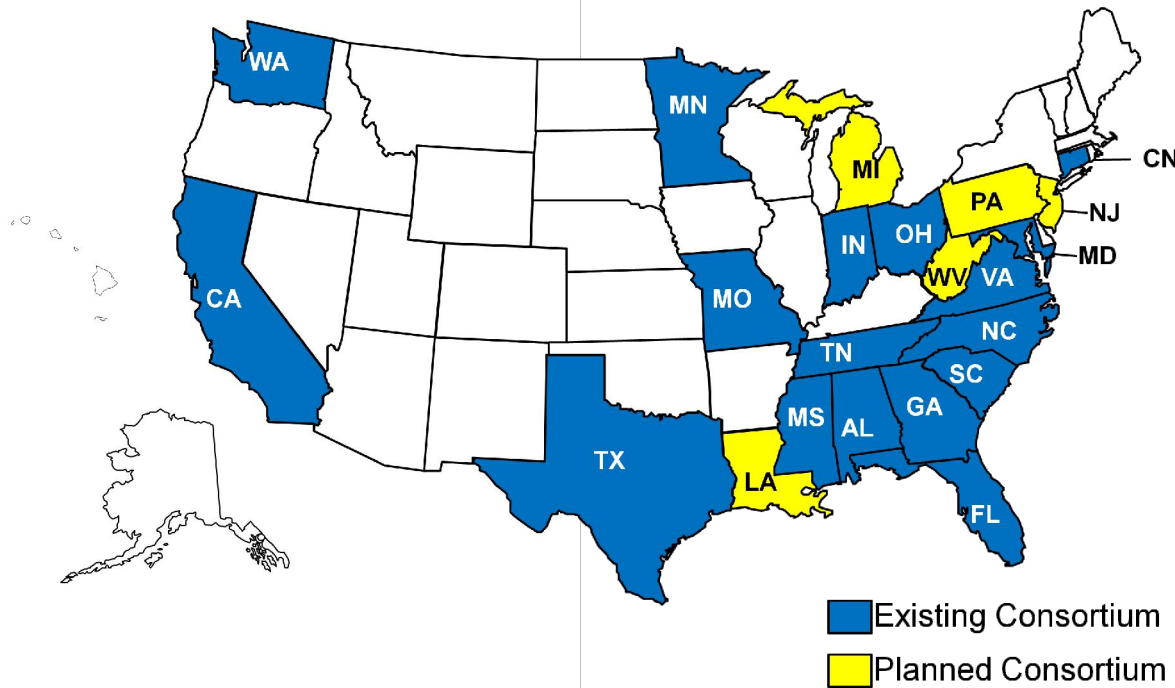 WA
MN
CN
MI
PA
NJ
IN
OH
MD
WV
VA
CA
MO
NC
TN
SC
MS
AL
GA
TX
LA
FL
Existing Consortium
Planned Consortium